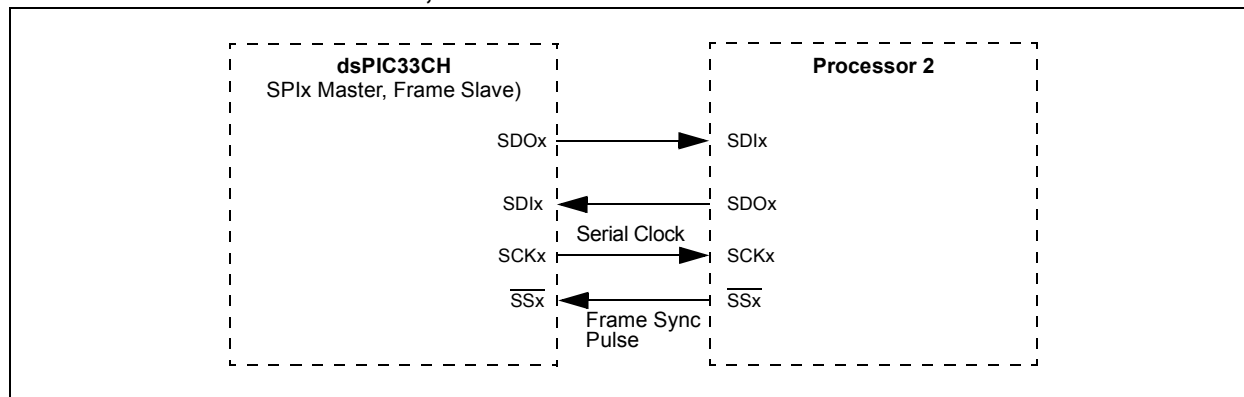 dsPIC33CH
SPIx Master, Frame Slave)
Processor 2
SDOx
SDIx
SDIx
SDOx
Serial Clock
SCKx
SCKx
SSx
SSx
Frame Sync
Pulse